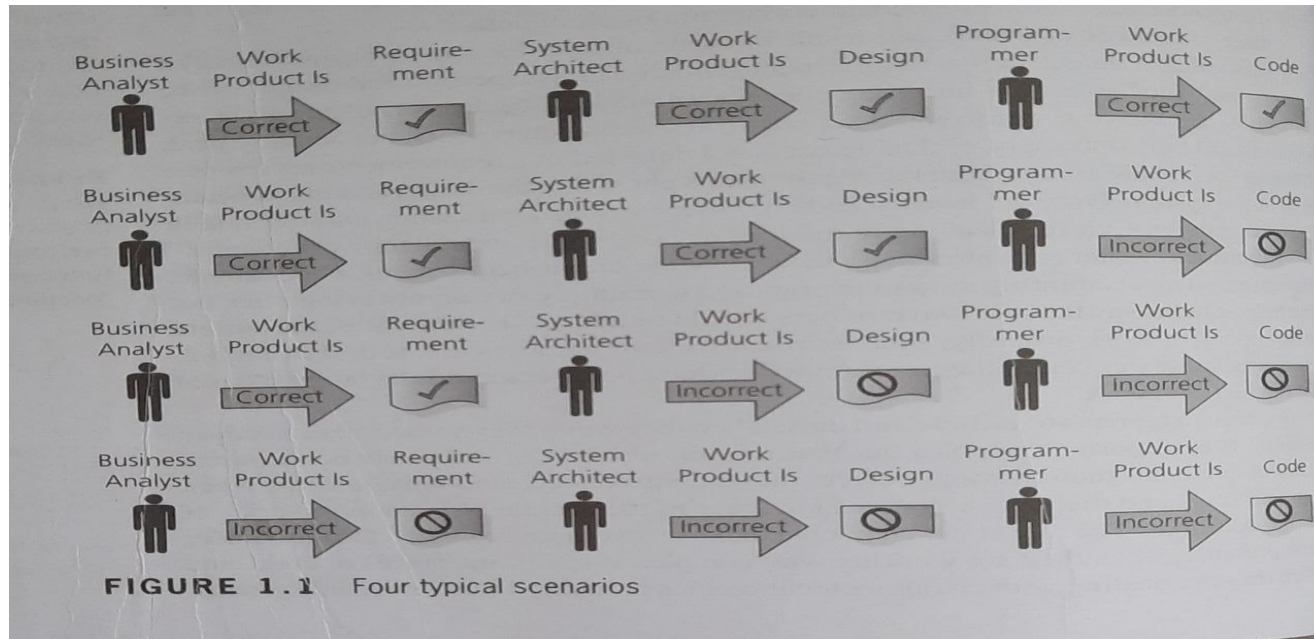 Business Analyst
Work Product Is
Require-ment
System Architect
Work Product Is
Design
Program-mer
Work Product Is
Code
Correct
Correct
Correct
Business Analyst
Work Product Is
Require-ment
System Architect
Work Product Is
Design
Program-mer
Work Product Is
Code
Correct
Correct
Incorrect
Business Analyst
Work Product Is
Require-ment
System Architect
Work Product Is
Design
Program-mer
Work Product Is
Code
Correct
Incorrect
Incorrect
Business Analyst
Work Product Is
Require-ment
System Architect
Work Product Is
Design
Program-mer
Work Product Is
Code
Incorrect
Incorrect
Incorrect
FIGURE 1.1 Four typical scenarios